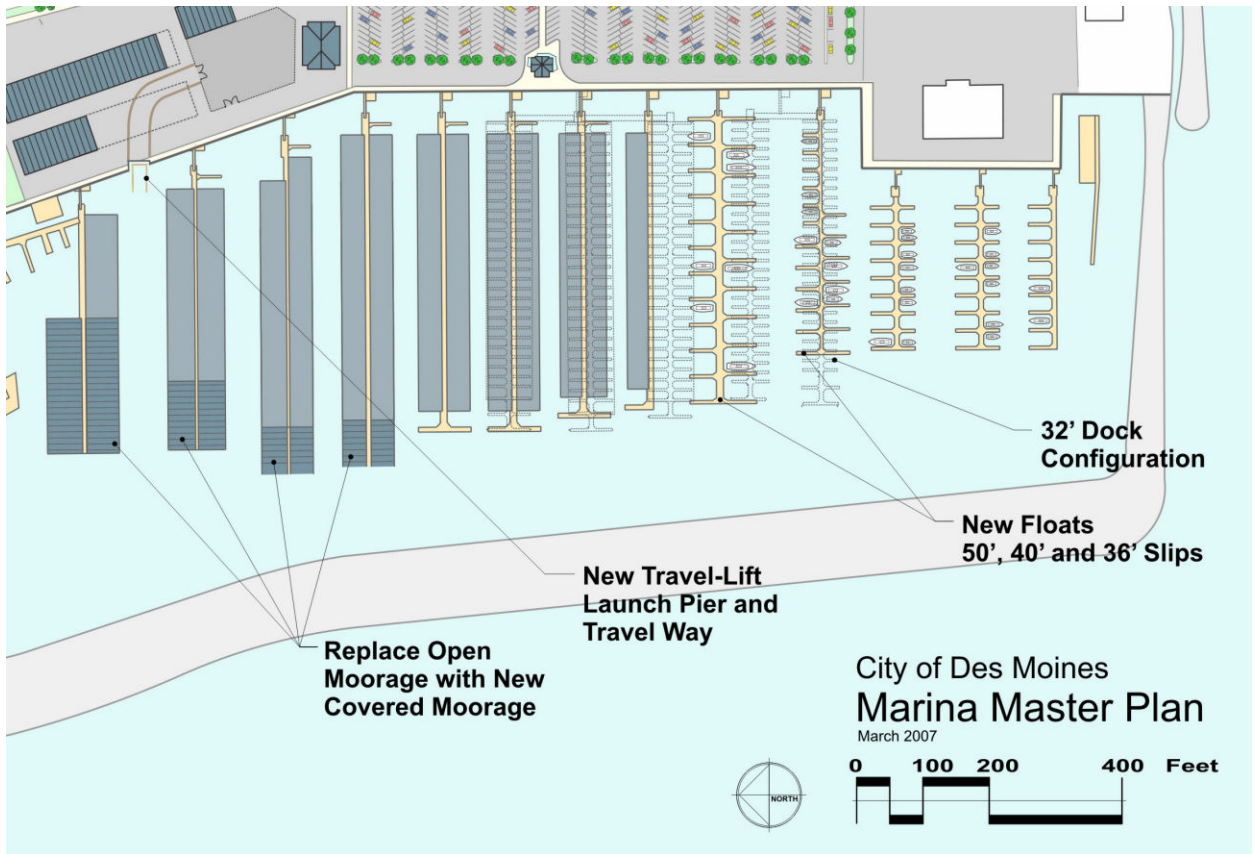 32’ Dock
Configuration
New Floats
50’, 40’ and 36’ Slips
New Travel-Lift
Launch Pier and
Travel Way
Replace Open
Moorage with New
Covered Moorage
City of Des Moines
Marina Master Plan
March 2007
0 100 200 400 Feet
NORTH